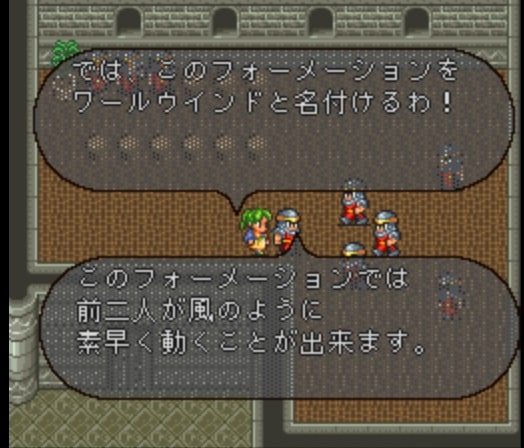 では、このフォーメーションを
ワールウインドと名付けるわ！
このフォーメーションでは
前二人が風のように
素早く動くことが出来ます。